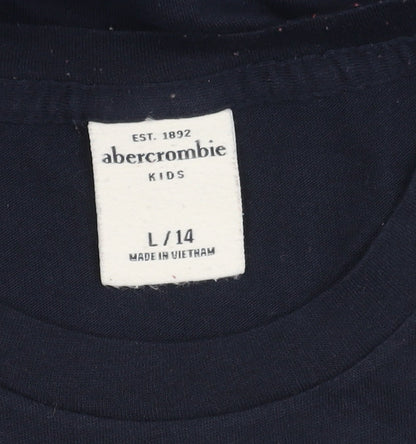 EST. 1892
abercrombie
KIDS
L / 14
MADE IN VIETNAM